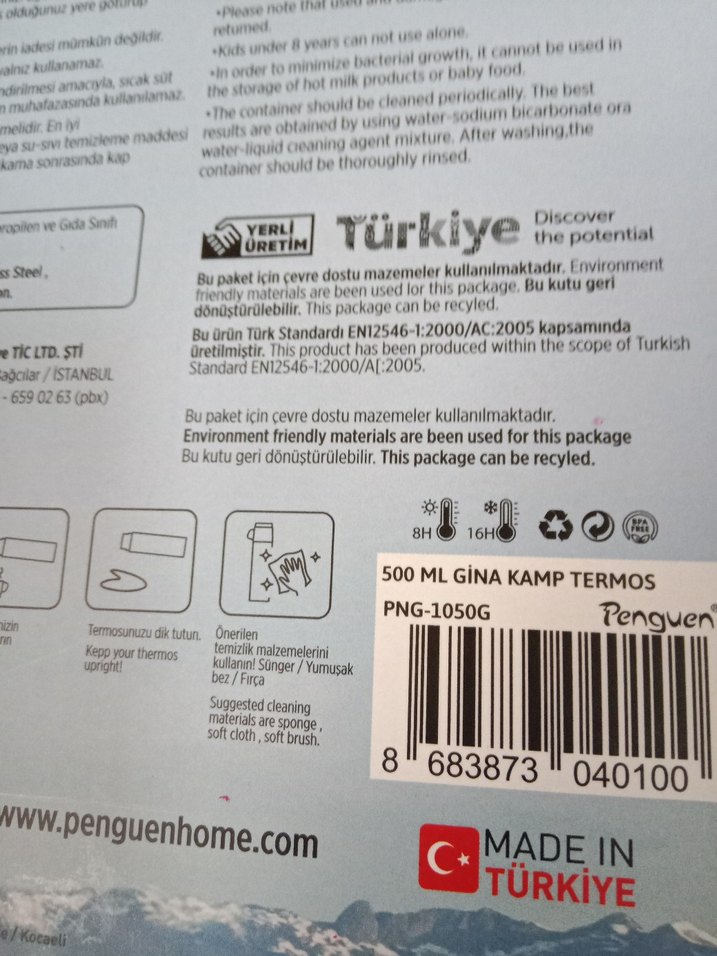 olduğunuz yere götürüp
erin iadesi mümkün değildir.
yalnız kullanamaz.
ndirilmesi amacıyla, sıcak süt
n muhafazasında kullanılamaz.
melidir. En iyi
eya su-sıvı temizleme maddesi
kama sonrasında kap
•Please note that used
returned.
•Kids under 8 years can not use alone.
•In order to minimize bacterial growth, it cannot be used in
the storage of hot milk products or baby food.
•The container should be cleaned periodically. The best
results are obtained by using water-sodium bicarbonate ora
water-liquid cleaning agent mixture. After washing,the
container should be thoroughly rinsed.
ropilen ve Gıda Sınıfı
ss Steel,
on.
YERLİ
ÜRETİM
Türkiye
Discover
the potential
Bu paket için çevre dostu mazemeler kullanılmaktadır. Environment
friendly materials are been used lor this package. Bu kutu geri
dönüştürülebilir. This package can be recyled.
Bu ürün Türk Standardı EN12546-1:2000/AC:2005 kapsamında
üretilmiştir. This product has been produced within the scope of Turkish
Standard EN12546-1:2000/A[:2005.
e TİC LTD. ŞTİ
Bağcılar / İSTANBUL
- 659 02 63 (pbx)
Bu paket için çevre dostu mazemeler kullanılmaktadır.
Environment friendly materials are been used for this package
Bu kutu geri dönüştürülebilir. This package can be recyled.
8H
16H
BPA
FREE
Termosunuzu dik tutun.
Kepp your thermos
upright!
Önerilen
temizlik malzemelerini
kullanın! Sünger / Yumuşak
bez / Fırça
Suggested cleaning
materials are sponge ,
soft cloth , soft brush.
500 ML GİNA KAMP TERMOS
PNG-1050G
Penguen®
8 683873 040100
www.penguenhome.com
MADE IN
TÜRKİYE
e / Kocaeli